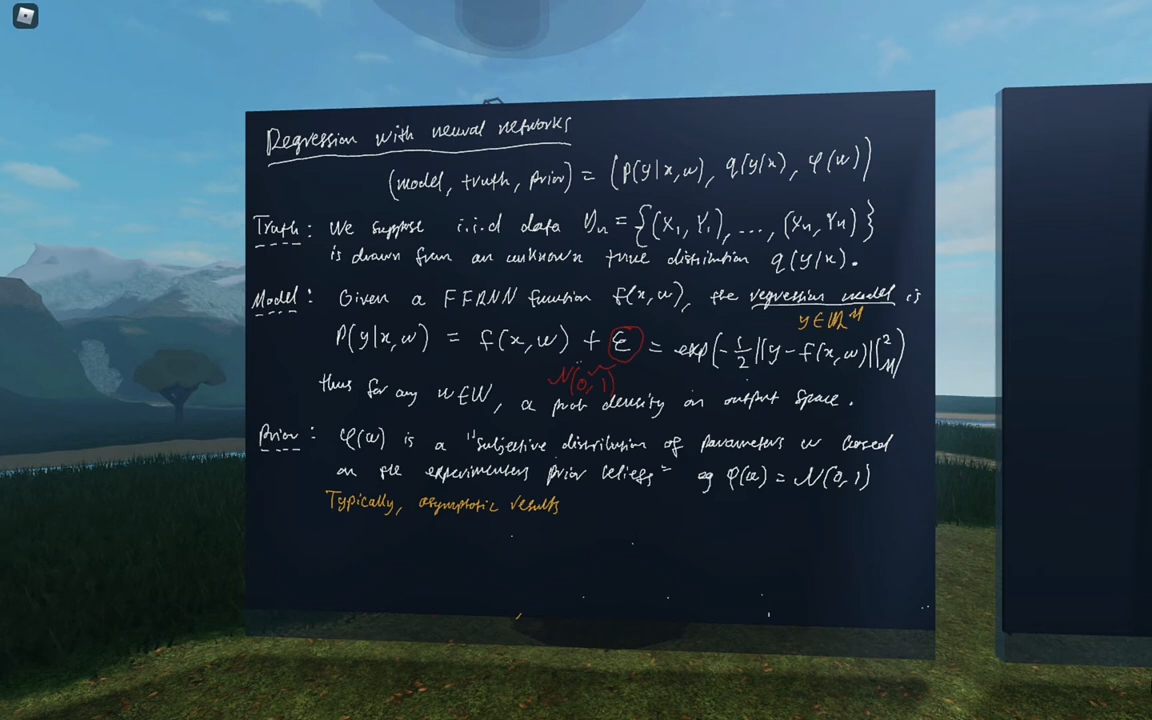 Regression with neural networks
(model, truth, prior) = (p(y|x,w), q(y|x), φ(w))
Truth: We suppose i.i.d data Dn = {(X1, Y1), ..., (Xn, Yn)}
is drawn from an unknown true distribution q(y|x).
Model: Given a FFRNN function f(x,w), the regression model is
y∈ℝ^M
p(y|x,w) = f(x,w) + ε = exp(-1/2 ||y - f(x,w)||²_M)
N(0,1)
thus for any w∈W, a prob density on output space.
Prior: φ(w) is a "subjective distribution of parameters w based
on the experimenters prior beliefs" eg φ(w) = N(0,1)
Typically, asymptotic results